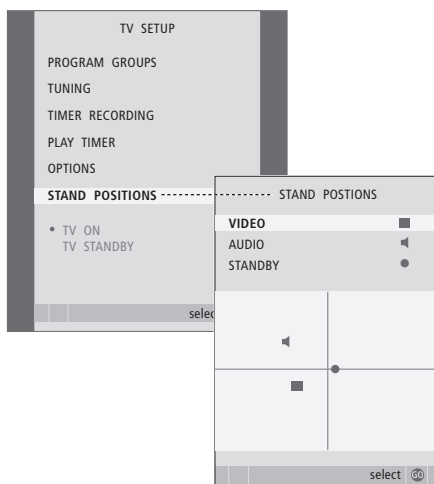 TV SETUP
PROGRAM GROUPS
TUNING
TIMER RECORDING
PLAY TIMER
OPTIONS
STAND POSITIONS
• TV ON
TV STANDBY
selec
STAND POSTIONS
VIDEO
AUDIO
STANDBY
select GO